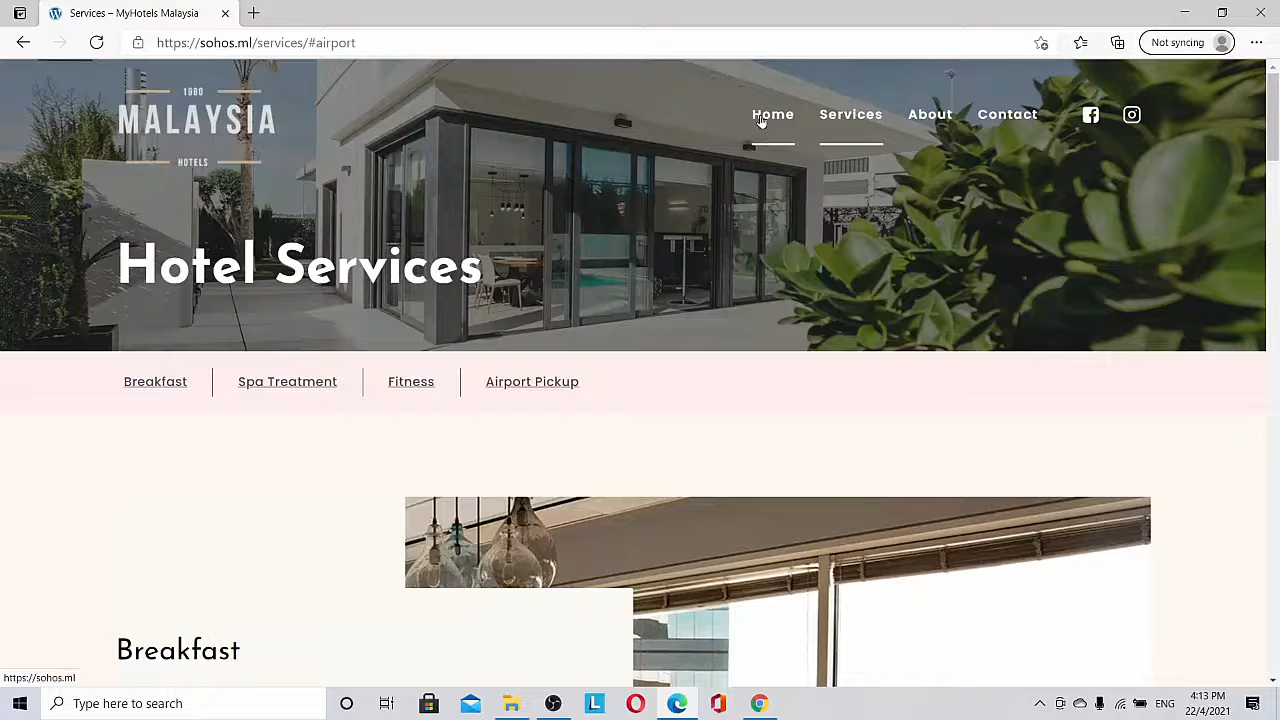 Services – MyHotels Malaysia
https://sohos.ml/services/#airport
Not syncing
1980
MALAYSIA
HOTELS
Home
Services
About
Contact
Hotel Services
Breakfast
Spa Treatment
Fitness
Airport Pickup
Breakfast
https://sohos.ml
Type here to search
ENG
4:13 PM
22/4/2021